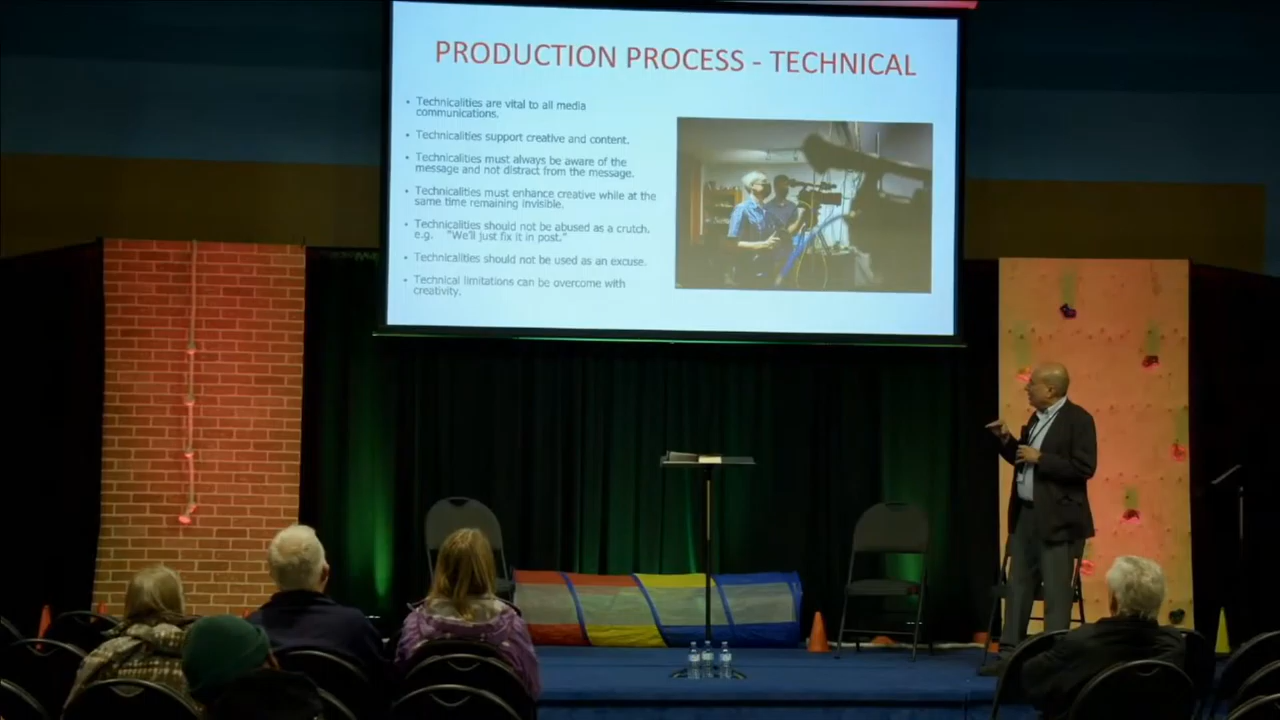 PRODUCTION PROCESS - TECHNICAL
• Technicalities are vital to all media
communications.
• Technicalities support creative and content.
• Technicalities must always be aware of the
message and not distract from the message.
• Technicalities must enhance creative while at the
same time remaining invisible.
• Technicalities should not be abused as a crutch.
e.g. "We'll just fix it in post."
• Technicalities should not be used as an excuse.
• Technical limitations can be overcome with
creativity.